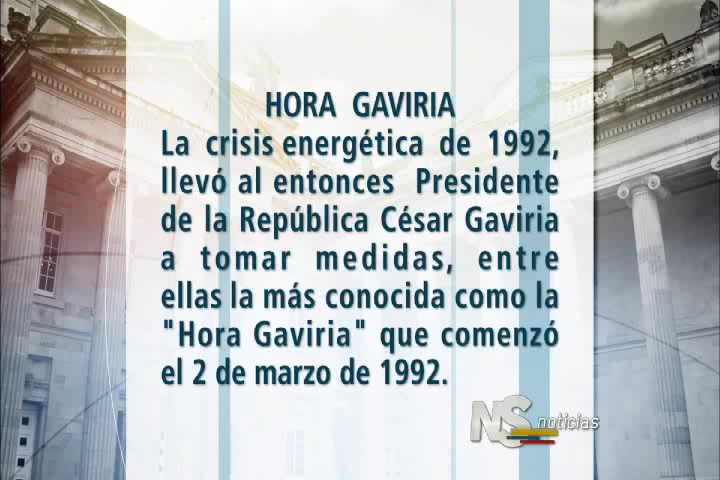 HORA GAVIRIA
La crisis energética de 1992,
llevó al entonces Presidente
de la República César Gaviria
a tomar medidas, entre
ellas la más conocida como la
"Hora Gaviria" que comenzó
el 2 de marzo de 1992.
NS noticias